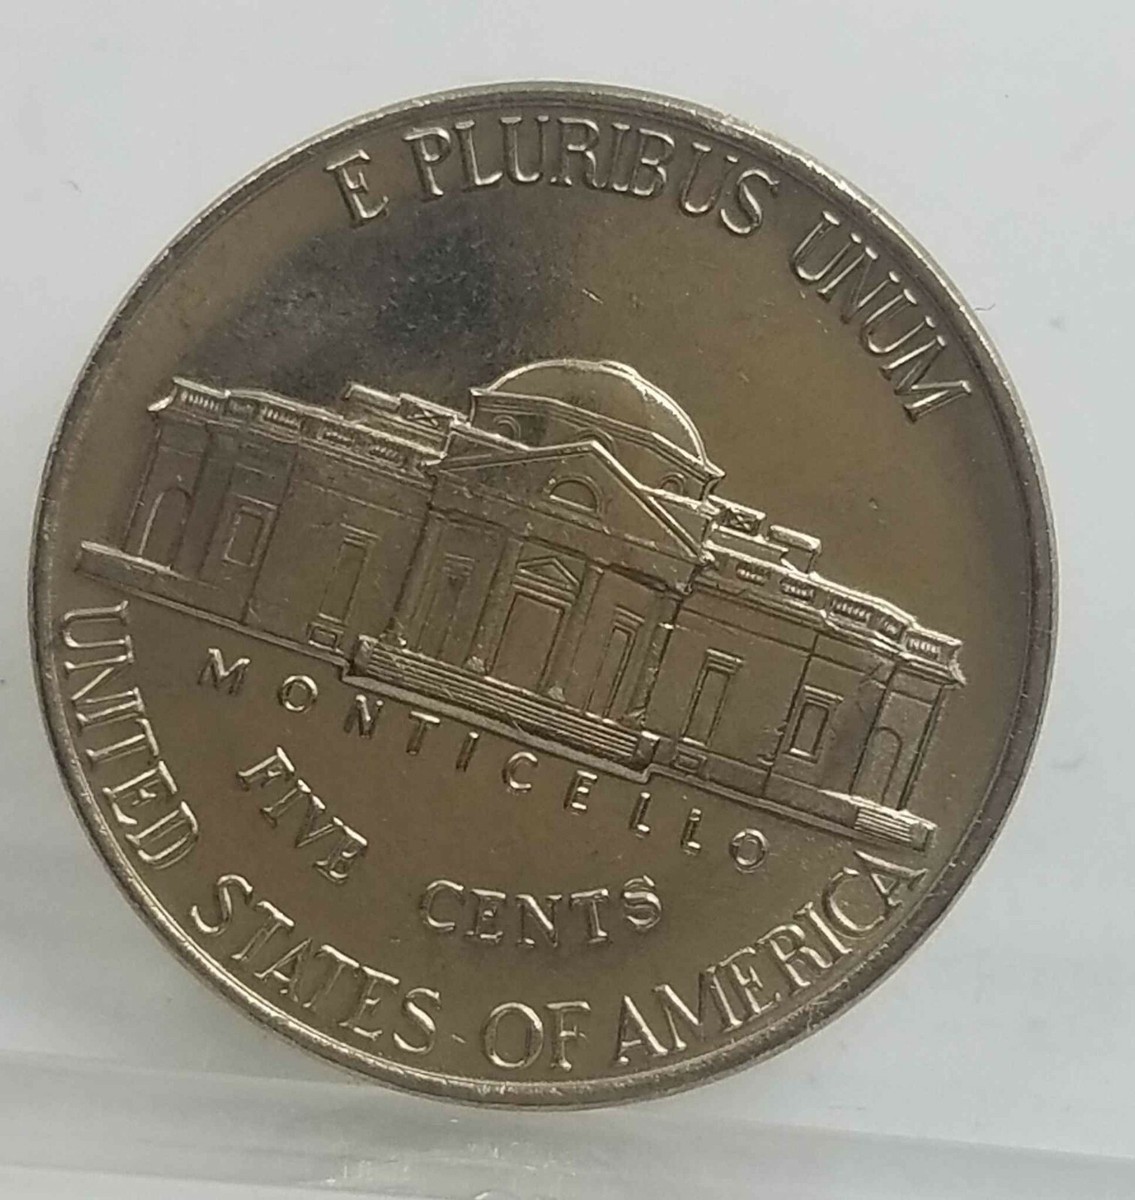 E PLURIBUS UNUM
MONTICELLO
FIVE CENTS
UNITED STATES OF AMERICA